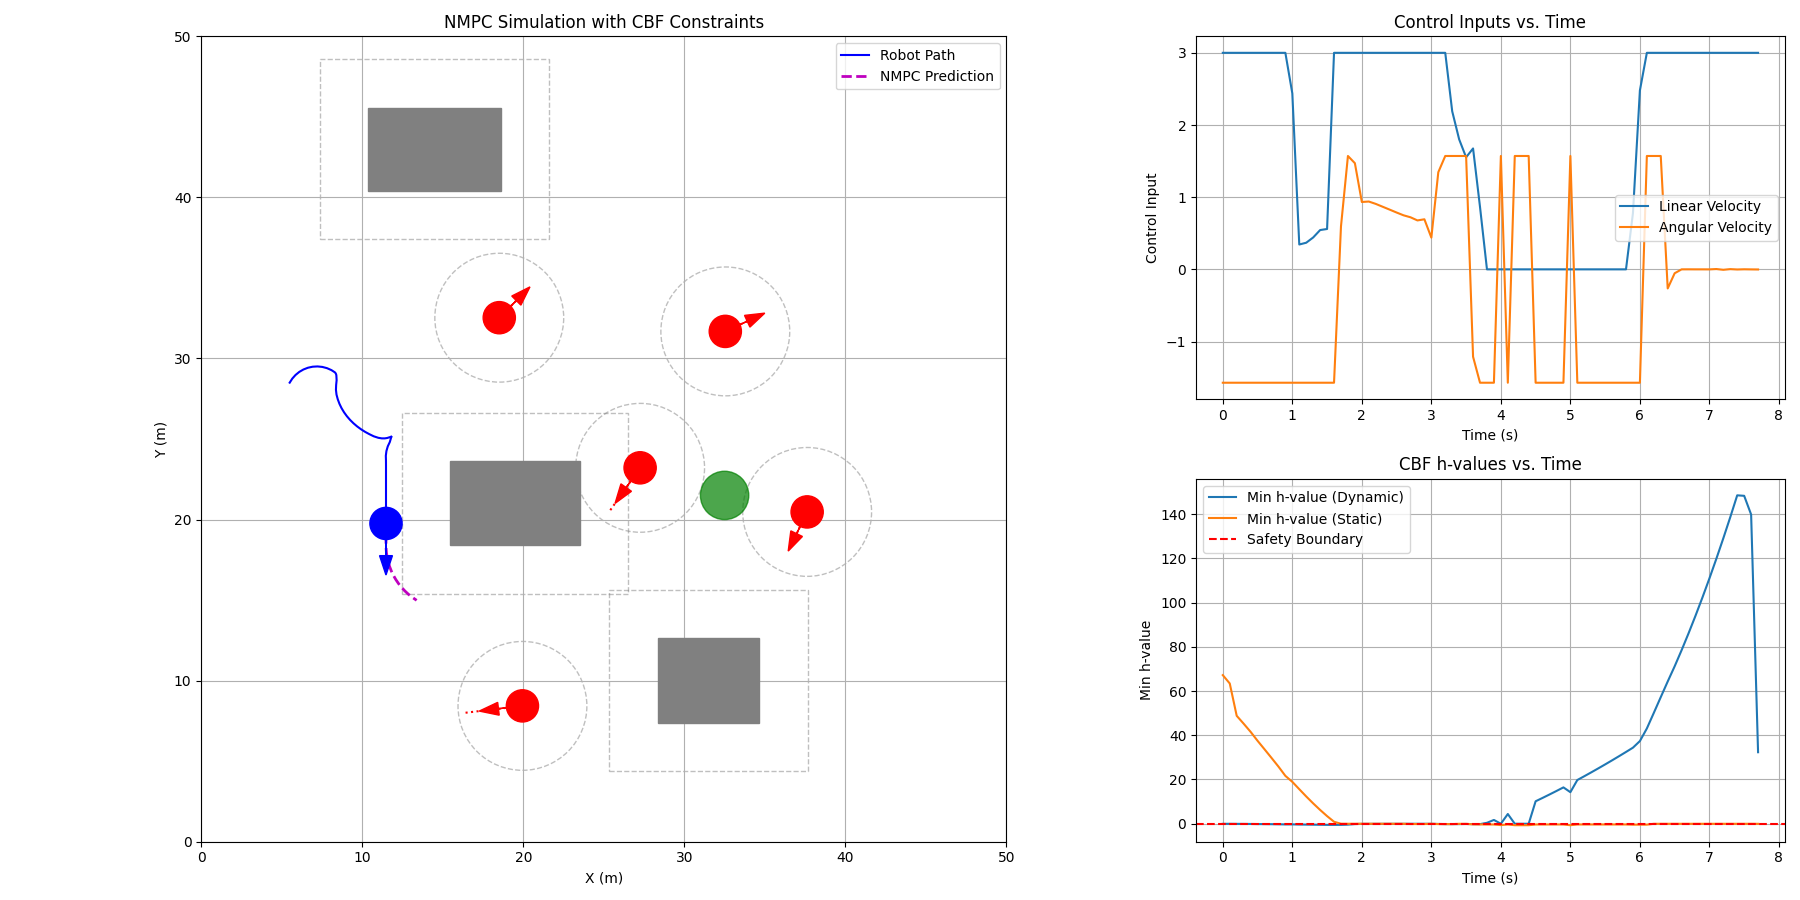 NMPC Simulation with CBF Constraints
Robot Path
NMPC Prediction
50
40
30
20
10
0
Y (m)
0 10 20 30 40 50
X (m)
Control Inputs vs. Time
3
2
1
0
−1
Control Input
Linear Velocity
Angular Velocity
0 1 2 3 4 5 6 7 8
Time (s)
CBF h-values vs. Time
Min h-value (Dynamic)
Min h-value (Static)
Safety Boundary
140
120
100
80
60
40
20
0
Min h-value
0 1 2 3 4 5 6 7 8
Time (s)